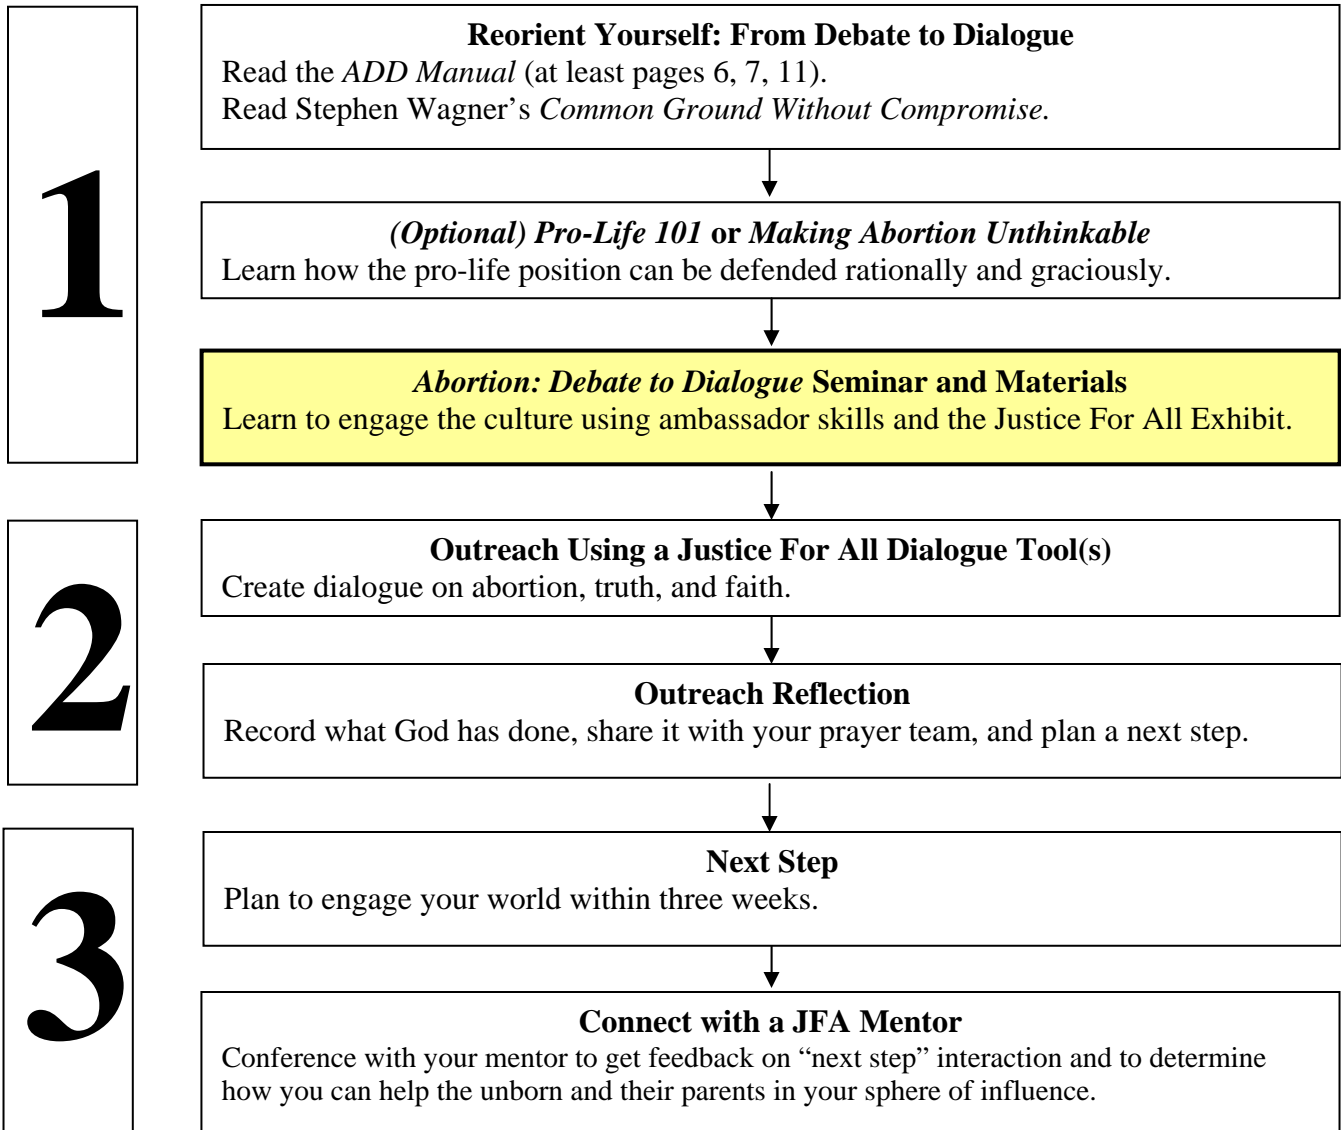 1
Reorient Yourself: From Debate to Dialogue
Read the ADD Manual (at least pages 6, 7, 11).
Read Stephen Wagner’s Common Ground Without Compromise.
(Optional) Pro-Life 101 or Making Abortion Unthinkable
Learn how the pro-life position can be defended rationally and graciously.
Abortion: Debate to Dialogue Seminar and Materials
Learn to engage the culture using ambassador skills and the Justice For All Exhibit.
2
Outreach Using a Justice For All Dialogue Tool(s)
Create dialogue on abortion, truth, and faith.
Outreach Reflection
Record what God has done, share it with your prayer team, and plan a next step.
3
Next Step
Plan to engage your world within three weeks.
Connect with a JFA Mentor
Conference with your mentor to get feedback on “next step” interaction and to determine
how you can help the unborn and their parents in your sphere of influence.